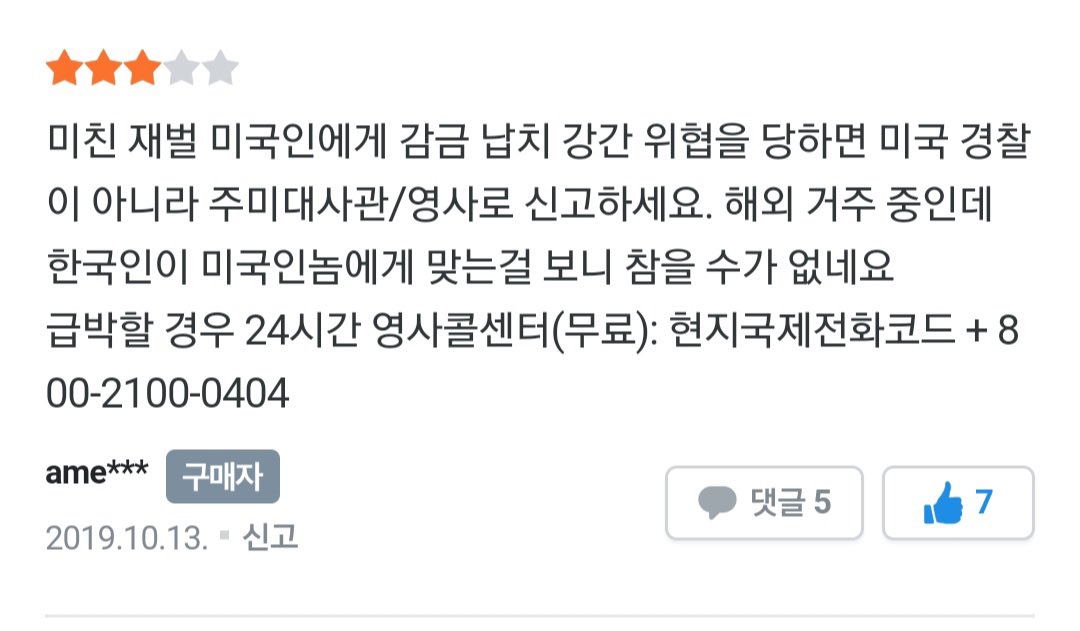 미친 재벌 미국인에게 감금 납치 강간 위협을 당하면 미국 경찰
이 아니라 주미대사관/영사로 신고하세요. 해외 거주 중인데
한국인이 미국인놈에게 맞는걸 보니 참을 수가 없네요
급박할 경우 24시간 영사콜센터(무료): 현지국제전화코드 + 8
00-2100-0404
ame*** 구매자
댓글 5 7
2019.10.13. 신고